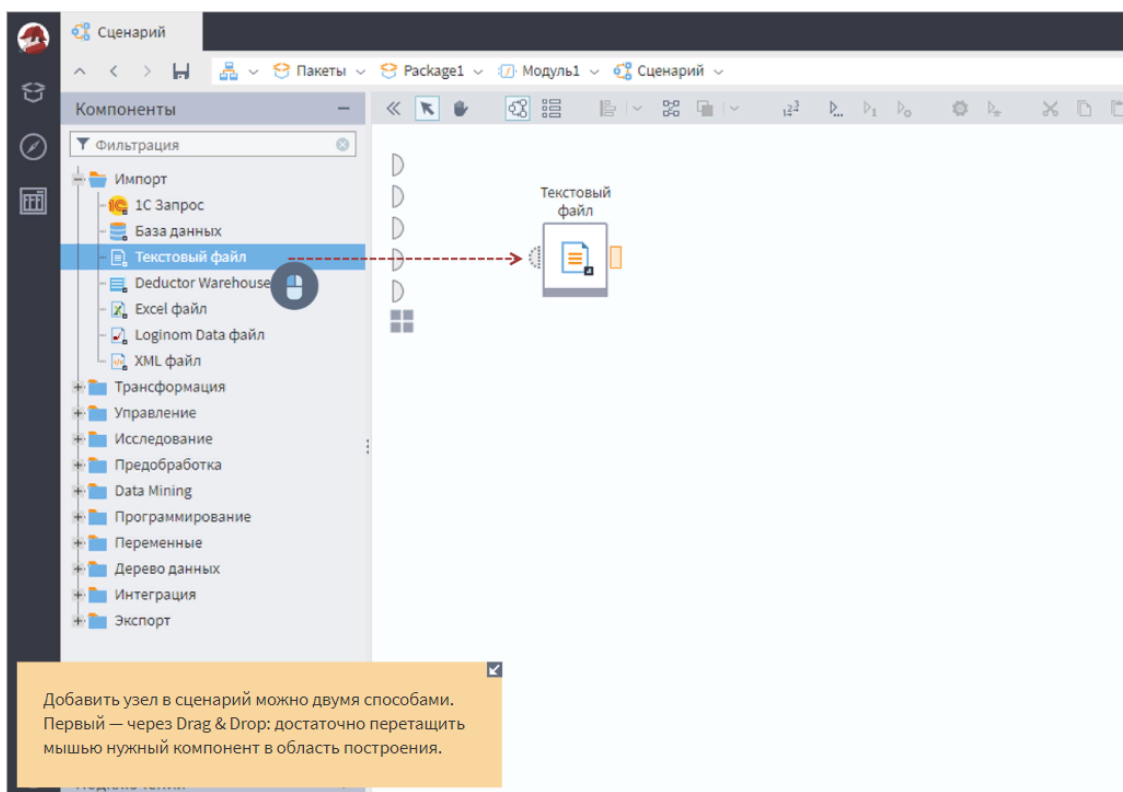 Сценарий
Пакеты Package1 Модуль1 Сценарий
Компоненты
Фильтрация
Импорт
1С Запрос
База данных
Текстовый файл
Deductor Warehouse
Excel файл
Loginom Data файл
XML файл
Трансформация
Управление
Исследование
Предобработка
Data Mining
Программирование
Переменные
Дерево данных
Интеграция
Экспорт
Текстовый
файл
Добавить узел в сценарий можно двумя способами.
Первый — через Drag & Drop: достаточно перетащить
мышью нужный компонент в область построения.